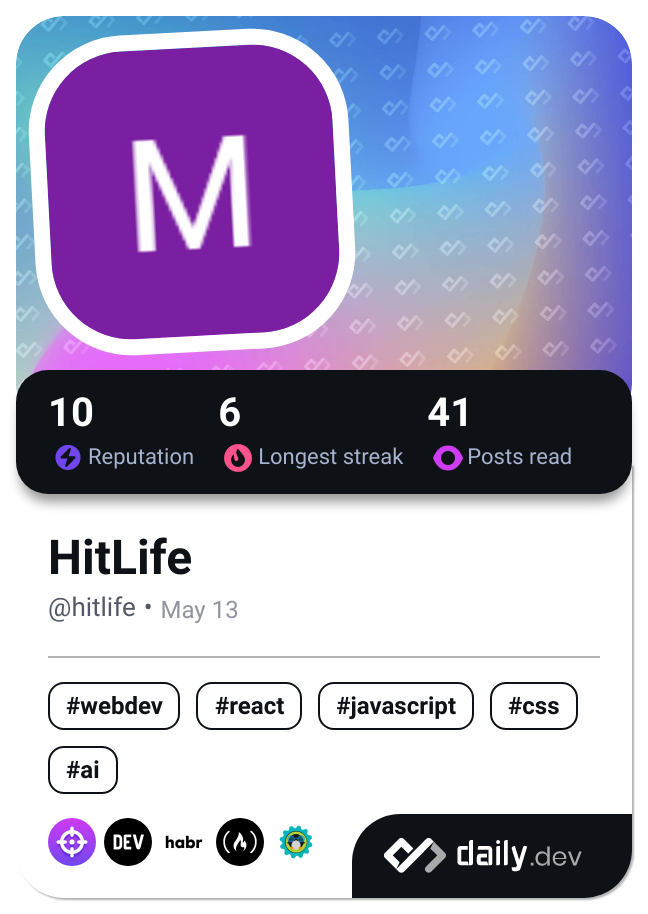 M
10 6 41
Reputation Longest streak Posts read
HitLife
@hitlife • May 13
#webdev #react #javascript #css
#ai
DEV habr
daily.dev